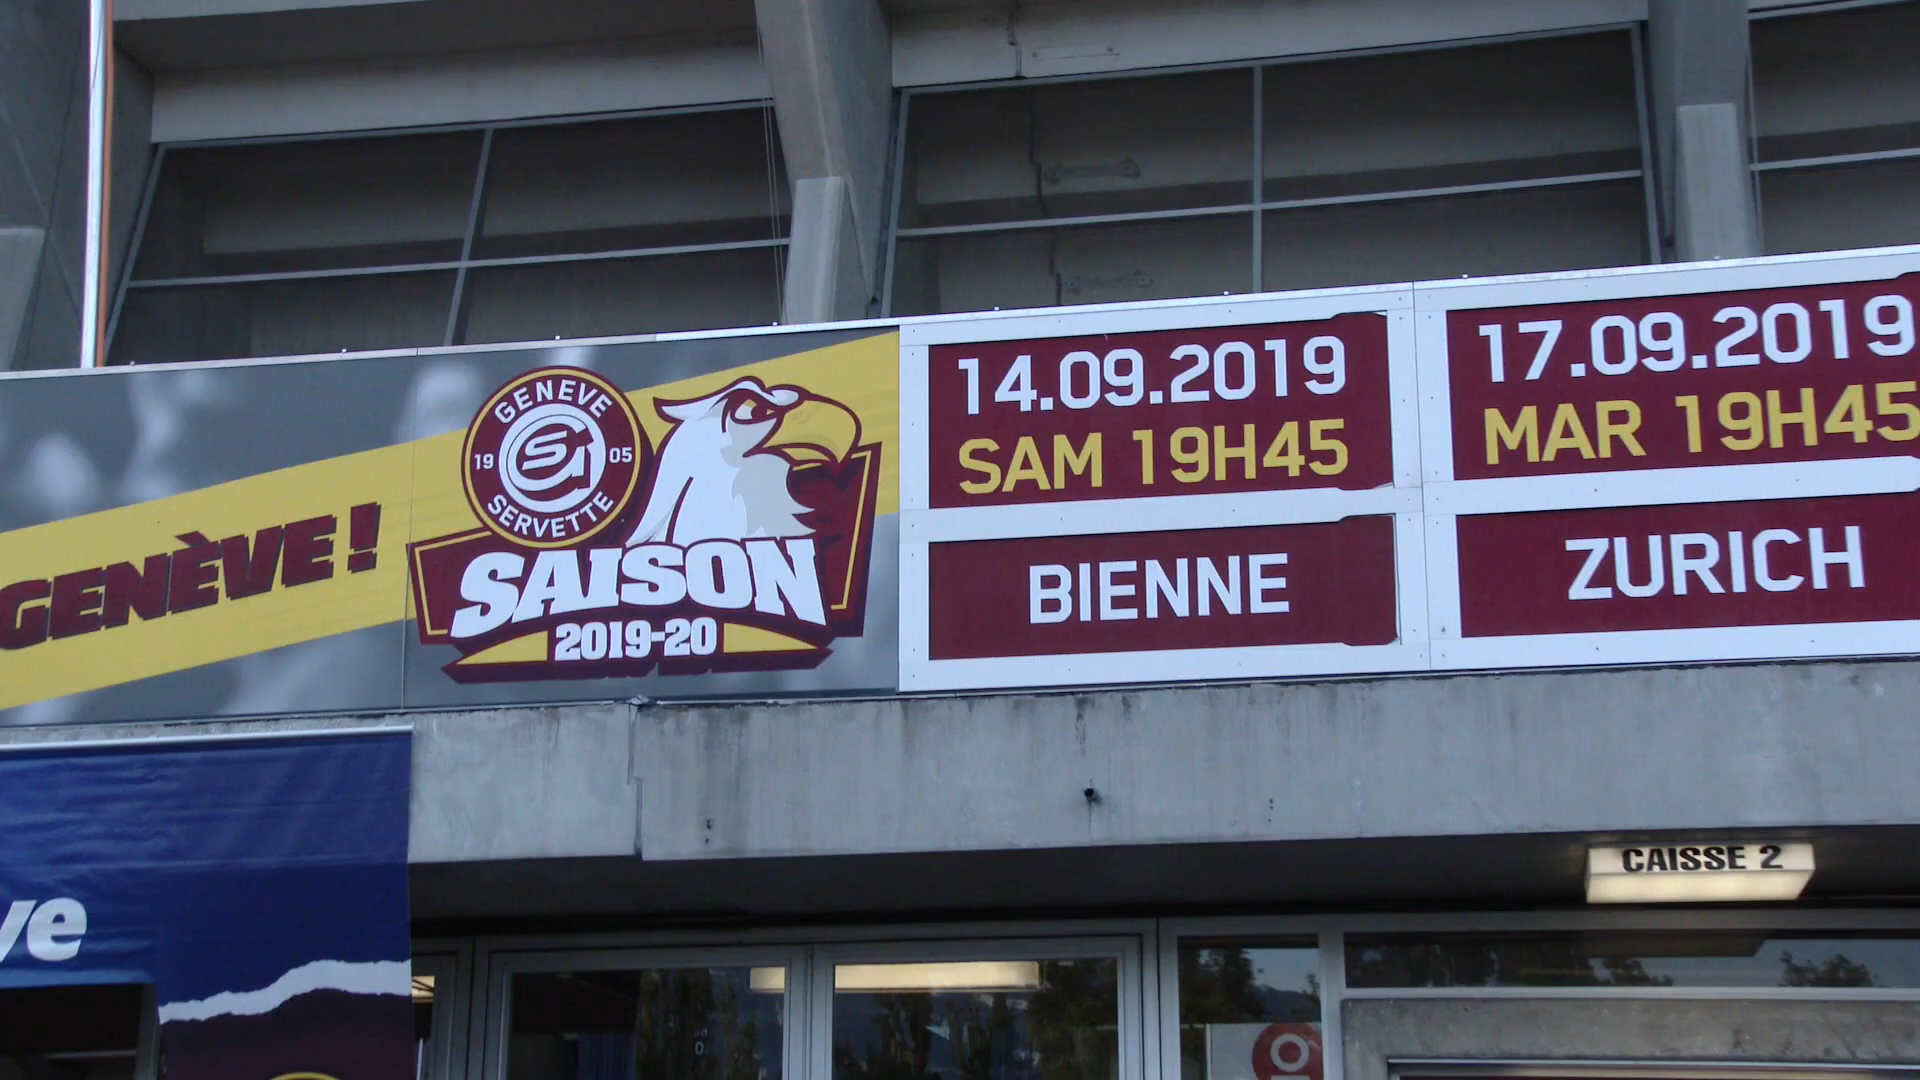 GENÈVE !
GENEVE
19 05
SERVETTE
SAISON
2019-20
14.09.2019
SAM 19H45
BIENNE
17.09.2019
MAR 19H45
ZURICH
CAISSE 2